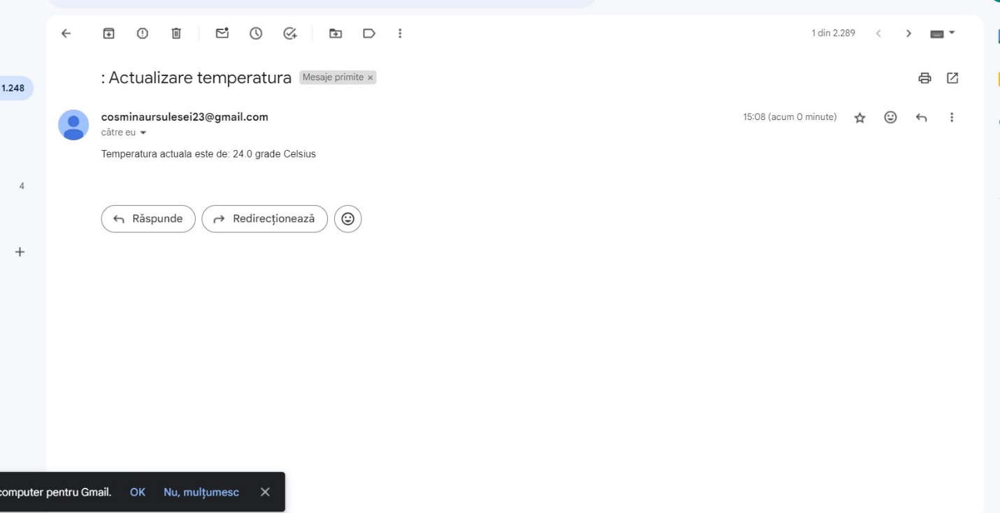 1 din 2.289
: Actualizare temperatura Mesaje primite ×
1.248
cosminaursulesei23@gmail.com 15:08 (acum 0 minute)
către eu
Temperatura actuala este de: 24.0 grade Celsius
4
Răspunde Redirecționează
computer pentru Gmail. OK Nu, mulțumesc